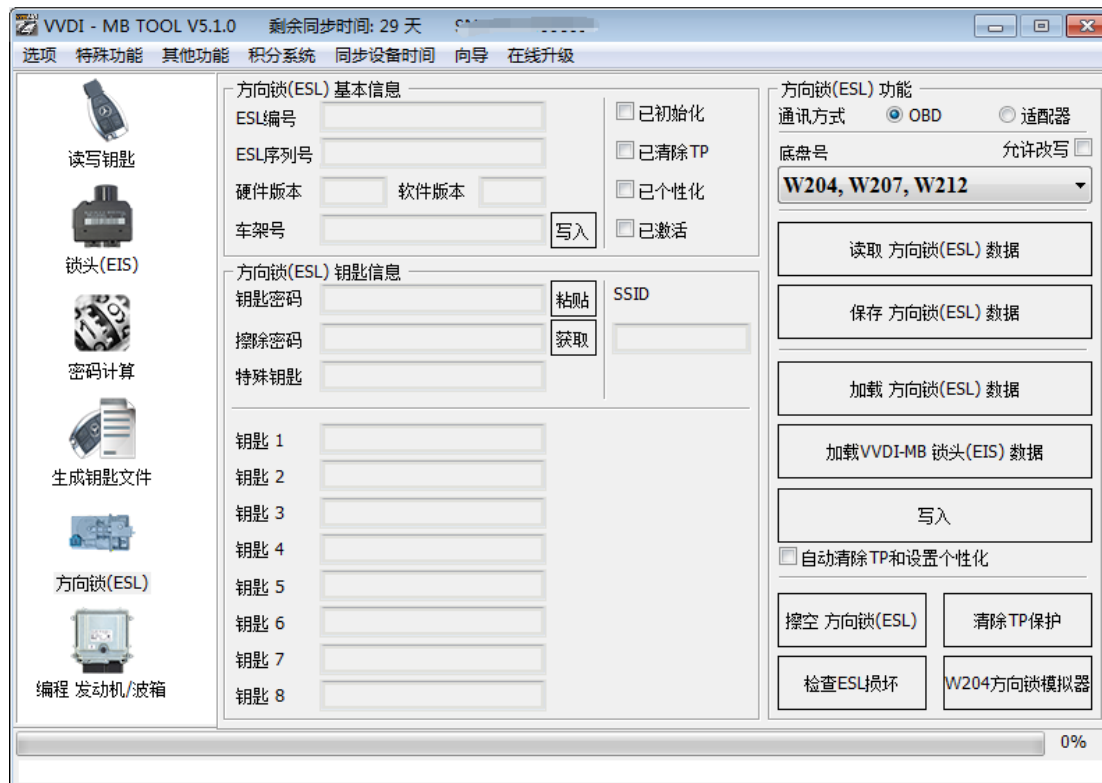 VVDI - MB TOOL V5.1.0 剩余同步时间: 29 天
选项 特殊功能 其他功能 积分系统 同步设备时间 向导 在线升级
读写钥匙
锁头(EIS)
密码计算
生成钥匙文件
方向锁(ESL)
编程 发动机/波箱
方向锁(ESL) 基本信息
ESL编号
ESL序列号
硬件版本 软件版本
车架号 写入
已初始化
已清除TP
已个性化
已激活
方向锁(ESL) 钥匙信息
钥匙密码 粘贴 SSID
擦除密码 获取
特殊钥匙
钥匙 1
钥匙 2
钥匙 3
钥匙 4
钥匙 5
钥匙 6
钥匙 7
钥匙 8
方向锁(ESL) 功能
通讯方式 OBD 适配器
底盘号 允许改写
W204, W207, W212
读取 方向锁(ESL) 数据
保存 方向锁(ESL) 数据
加载 方向锁(ESL) 数据
加载VVDI-MB 锁头(EIS) 数据
写入
自动清除TP和设置个性化
擦空 方向锁(ESL) 清除TP保护
检查ESL损坏 W204方向锁模拟器
0%